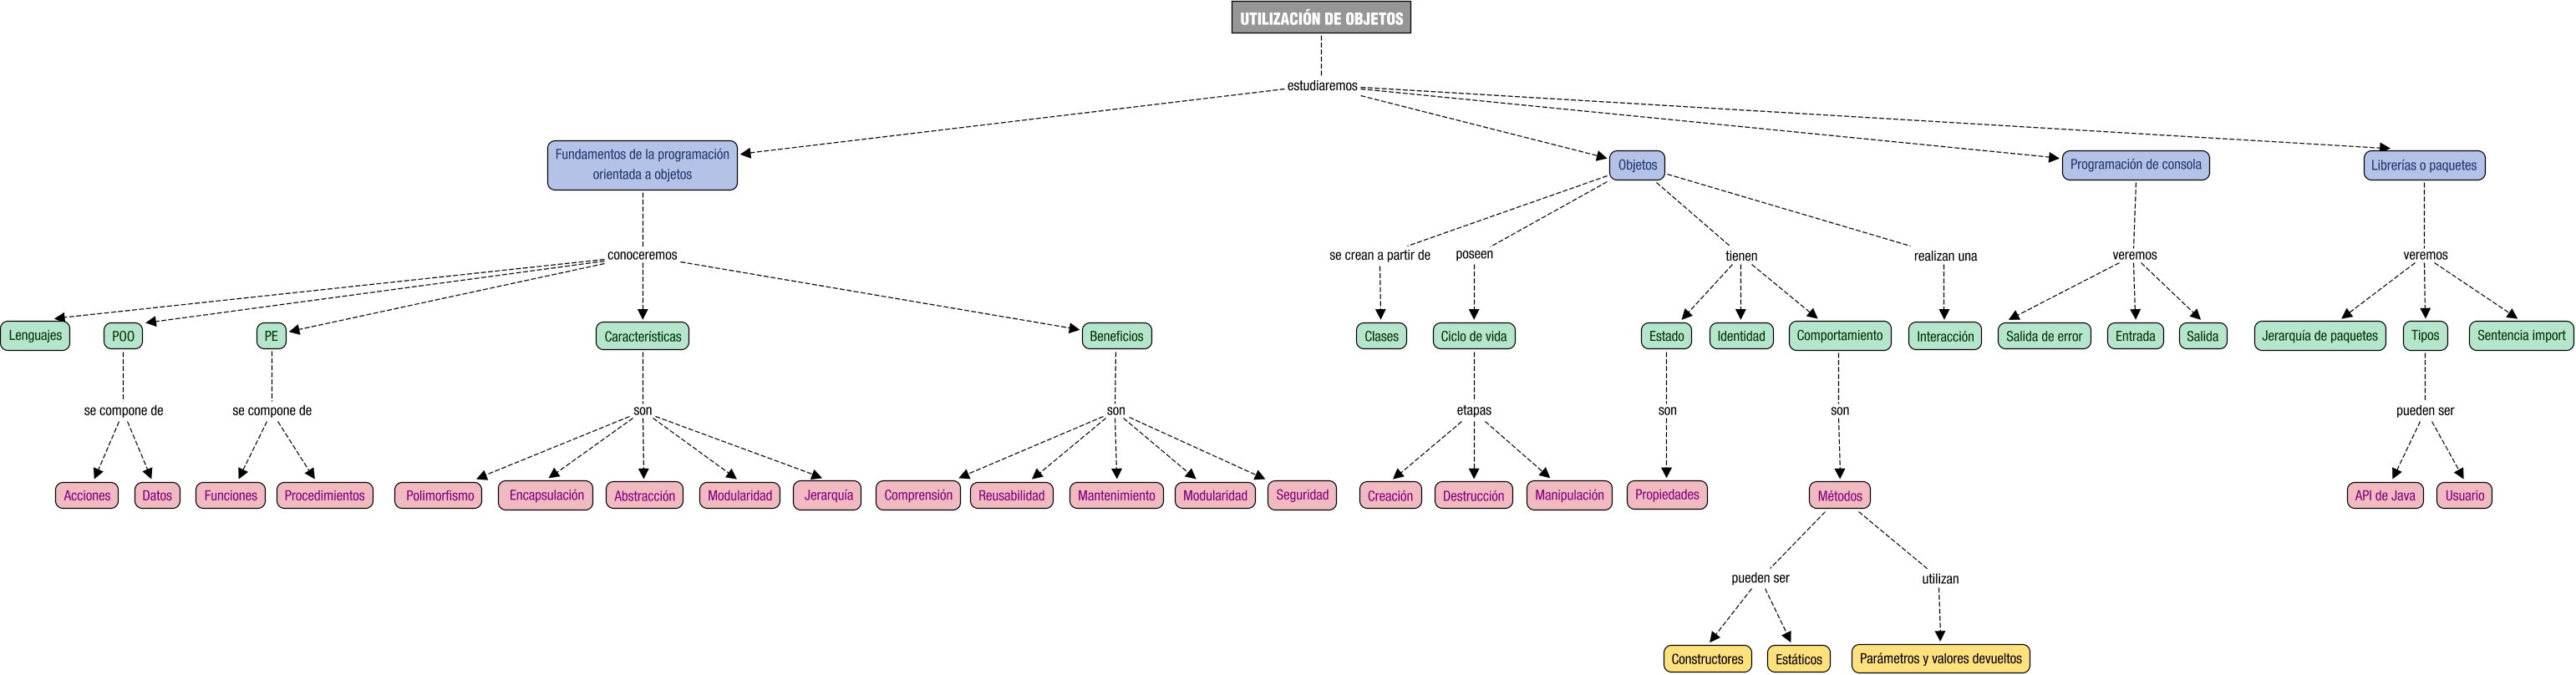 UTILIZACIÓN DE OBJETOS
estudiaremos
Fundamentos de la programación
orientada a objetos
Objetos
Programación de consola
Librerías o paquetes
conoceremos
se crean a partir de
poseen
tienen
realizan una
veremos
veremos
Lenguajes
POO
PE
Características
Beneficios
Clases
Ciclo de vida
Estado
Identidad
Comportamiento
Interacción
Salida de error
Entrada
Salida
Jerarquía de paquetes
Tipos
Sentencia import
se compone de
se compone de
son
son
etapas
son
son
pueden ser
Acciones
Datos
Funciones
Procedimientos
Polimorfismo
Encapsulación
Abstracción
Modularidad
Jerarquía
Comprensión
Reusabilidad
Mantenimiento
Modularidad
Seguridad
Creación
Destrucción
Manipulación
Propiedades
Métodos
API de Java
Usuario
pueden ser
utilizan
Constructores
Estáticos
Parámetros y valores devueltos